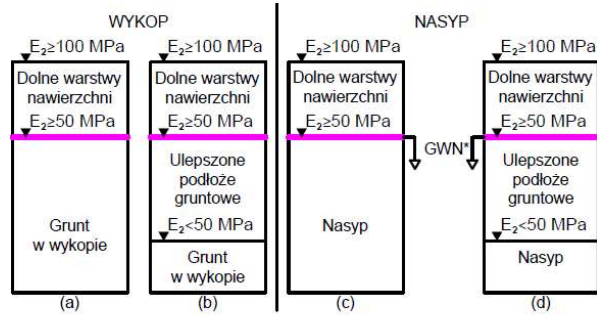 WYKOP
NASYP
E₂≥100 MPa
Dolne warstwy
nawierzchni
E₂≥50 MPa
Grunt
w wykopie
(a)
E₂≥100 MPa
Dolne warstwy
nawierzchni
E₂≥50 MPa
Ulepszone
podłoże
gruntowe
E₂<50 MPa
Grunt
w wykopie
(b)
E₂≥100 MPa
Dolne warstwy
nawierzchni
E₂≥50 MPa
Nasyp
(c)
GWN*
E₂≥100 MPa
Dolne warstwy
nawierzchni
E₂≥50 MPa
Ulepszone
podłoże
gruntowe
E₂<50 MPa
Nasyp
(d)